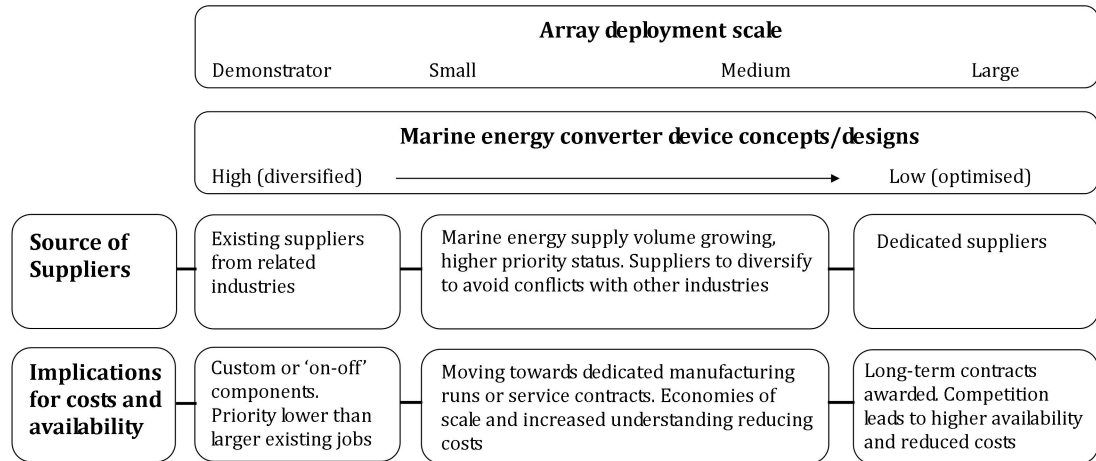 Array deployment scale
Demonstrator Small Medium Large
Marine energy converter device concepts/designs
High (diversified) Low (optimised)
Source of
Suppliers
Existing suppliers
from related
industries
Marine energy supply volume growing,
higher priority status. Suppliers to diversify
to avoid conflicts with other industries
Dedicated suppliers
Implications
for costs and
availability
Custom or ‘on-off’
components.
Priority lower than
larger existing jobs
Moving towards dedicated manufacturing
runs or service contracts. Economies of
scale and increased understanding reducing
costs
Long-term contracts
awarded. Competition
leads to higher availability
and reduced costs